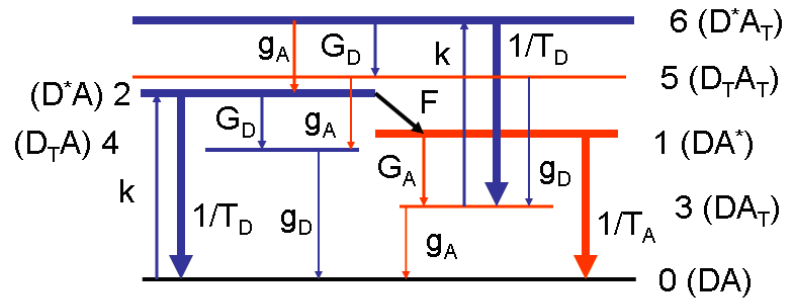 6 (D*A_T)
g_A
G_D
k
1/T_D
5 (D_TA_T)
(D*A) 2
F
G_D
g_A
(D_TA) 4
1 (DA*)
G_A
g_D
k
1/T_D
g_D
g_A
1/T_A
3 (DA_T)
0 (DA)